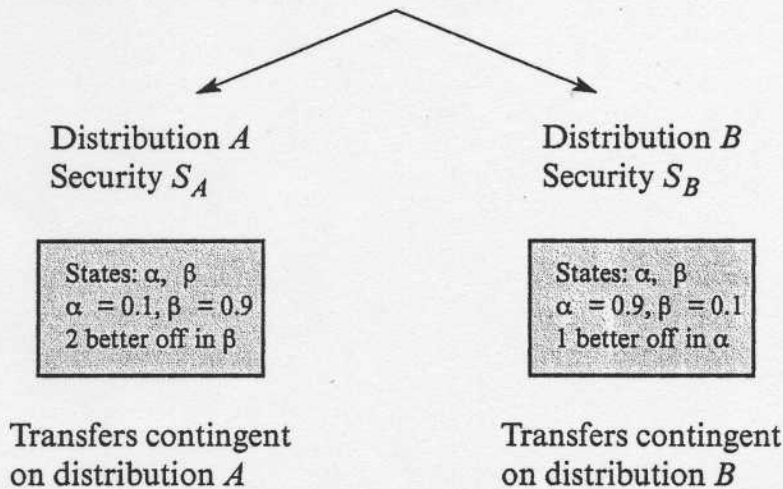 Distribution A
Security S_A
States: α, β
α = 0.1, β = 0.9
2 better off in β
Transfers contingent
on distribution A
Distribution B
Security S_B
States: α, β
α = 0.9, β = 0.1
1 better off in α
Transfers contingent
on distribution B